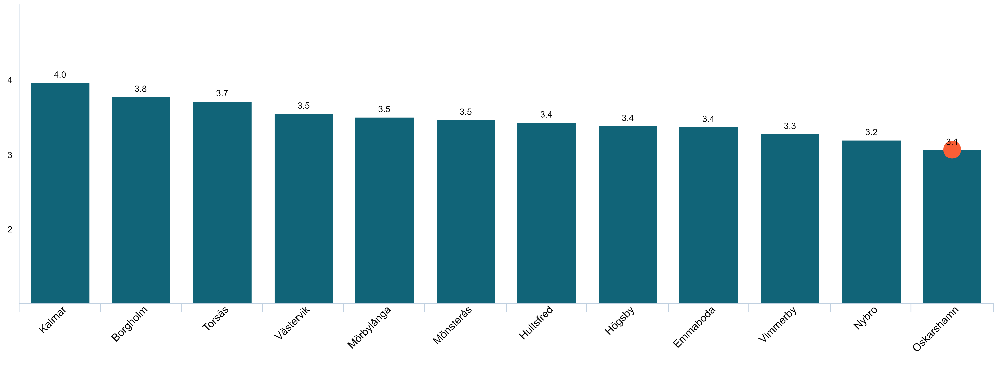 4.0
3.8
3.7
3.5
3.5
3.5
3.4
3.4
3.4
3.3
3.2
3.1
4
3
2
Kalmar
Borgholm
Torsås
Västervik
Mörbylånga
Mönsterås
Hultsfred
Högsby
Emmaboda
Vimmerby
Nybro
Oskarshamn